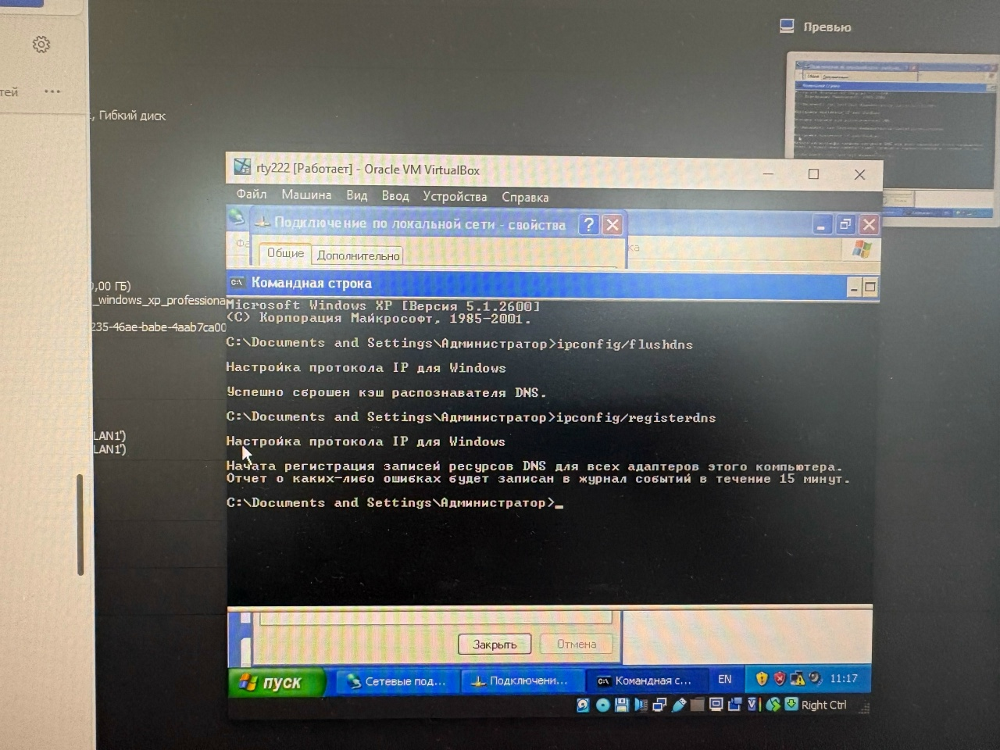 Превью
тей
, Гибкий диск
rty222 [Работает] - Oracle VM VirtualBox
Файл Машина Вид Ввод Устройства Справка
Подключение по локальной сети - свойства
Общие Дополнительно
Командная строка
,00 ГБ)
_windows_xp_professiona
235-46ae-babe-4aab7ca00
LAN1')
LAN1')
Microsoft Windows XP [Версия 5.1.2600]
(С) Корпорация Майкрософт, 1985-2001.
C:\Documents and Settings\Администратор>ipconfig/flushdns
Настройка протокола IP для Windows
Успешно сброшен кэш распознавателя DNS.
C:\Documents and Settings\Администратор>ipconfig/registerdns
Настройка протокола IP для Windows
Начата регистрация записей ресурсов DNS для всех адаптеров этого компьютера.
Отчет о каких-либо ошибках будет записан в журнал событий в течение 15 минут.
C:\Documents and Settings\Администратор>_
Закрыть Отмена
пуск Сетевые под... Подключени... Командная с... EN 11:17
Right Ctrl